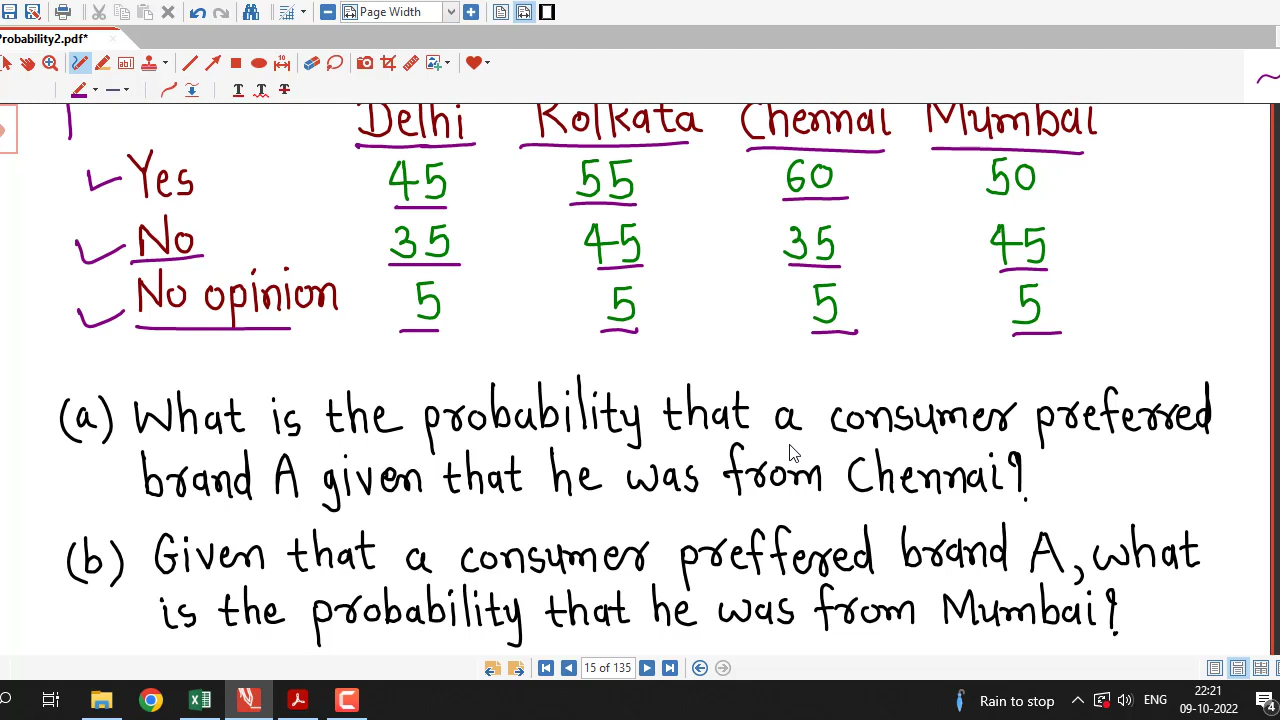 Page Width
Probability2.pdf*
Delhi Kolkata Chennai Mumbai
Yes 45 55 60 50
No 35 45 35 45
No opinion 5 5 5 5
(a) What is the probability that a consumer preferred
brand A given that he was from Chennai?
(b) Given that a consumer preffered brand A, what
is the probability that he was from Mumbai?
15 of 135
Rain to stop ENG 22:21
09-10-2022 4